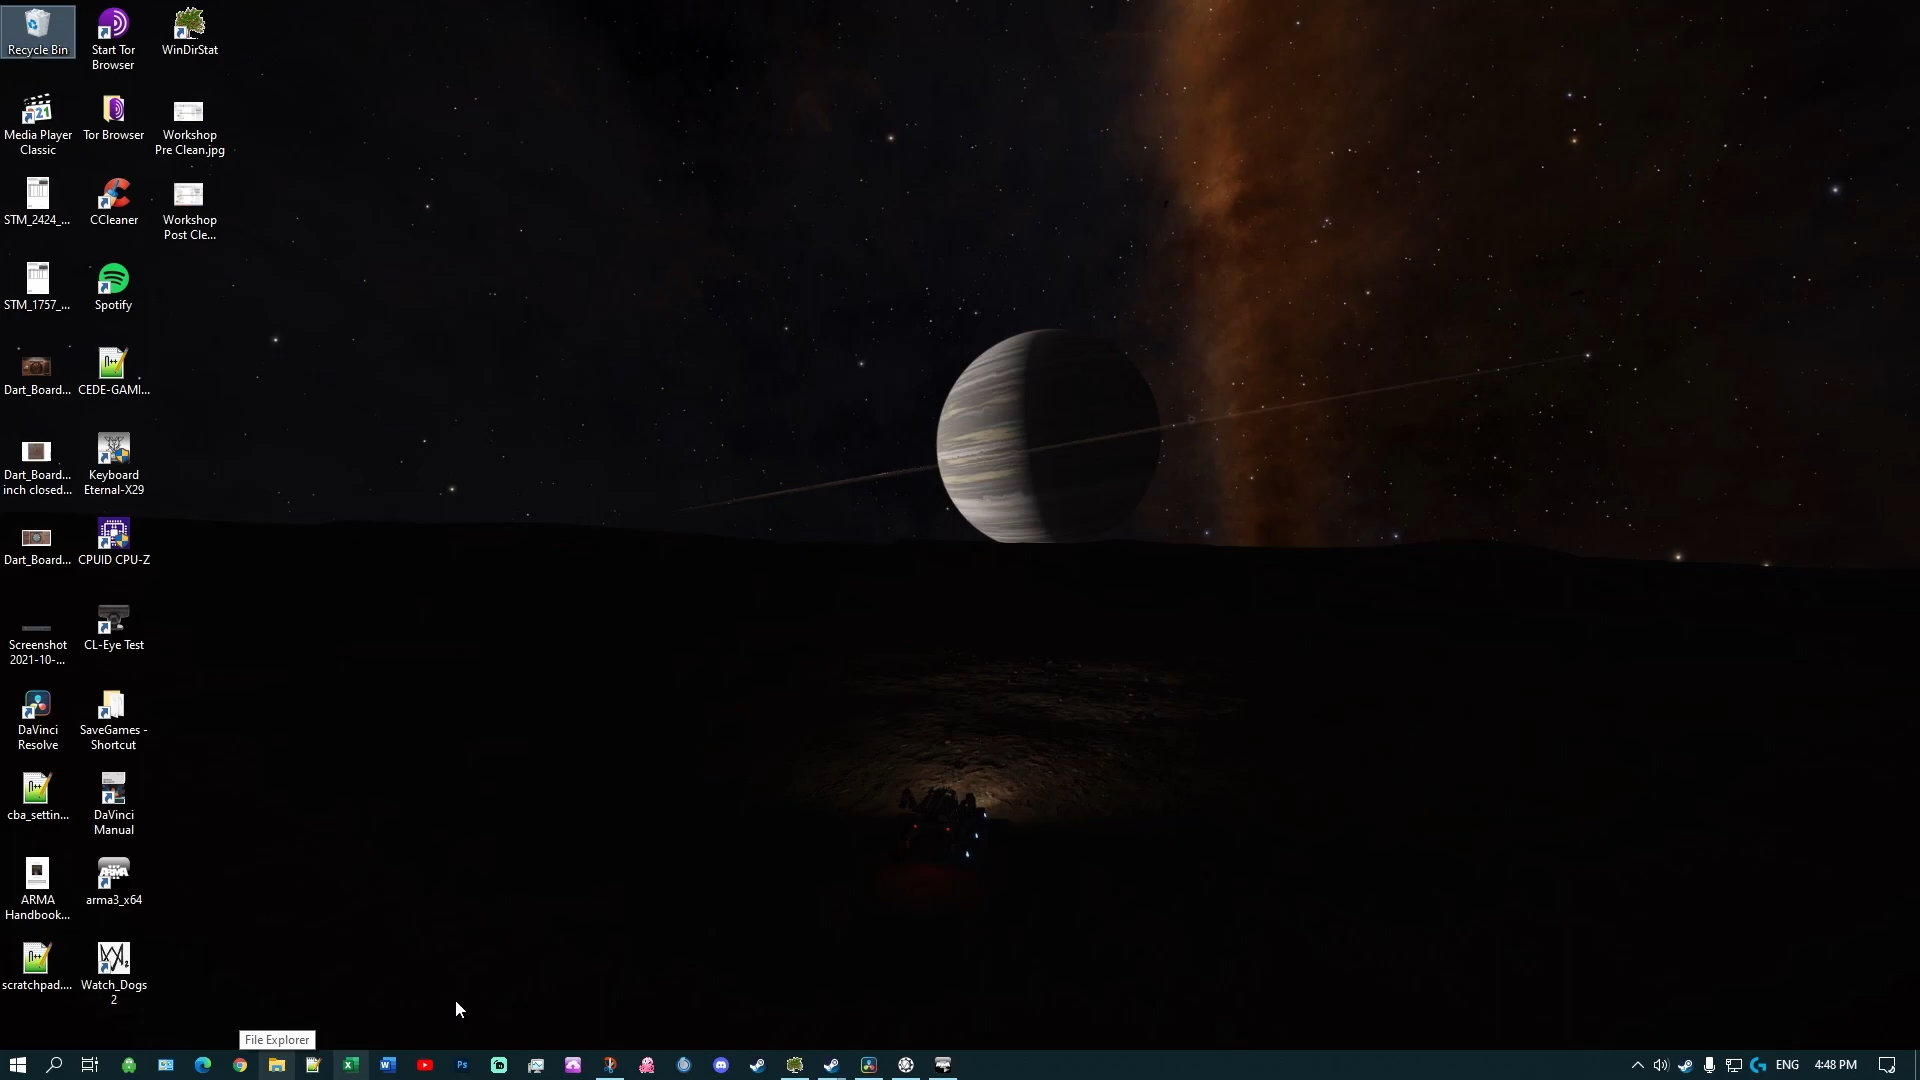 Recycle Bin
Start Tor
Browser
WinDirStat
Media Player
Classic
Tor Browser
Workshop
Pre Clean.jpg
STM_2424_...
CCleaner
Workshop
Post Cle...
STM_1757_...
Spotify
Dart_Board...
CEDE-GAMI...
Dart_Board...
inch closed...
Keyboard
Eternal-X29
Dart_Board...
CPUID CPU-Z
Screenshot
2021-10-...
CL-Eye Test
DaVinci
Resolve
SaveGames -
Shortcut
cba_settin...
DaVinci
Manual
ARMA
Handbook...
arma3_x64
scratchpad....
Watch_Dogs
2
File Explorer
ENG
4:48 PM